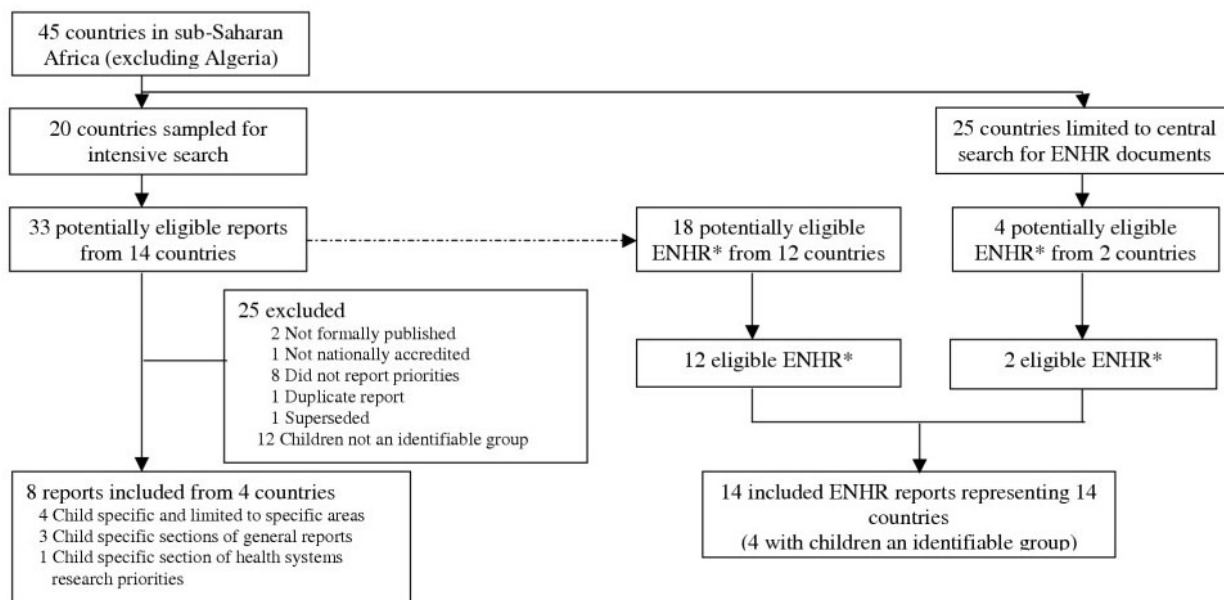 45 countries in sub-Saharan
Africa (excluding Algeria)
20 countries sampled for
intensive search
25 countries limited to central
search for ENHR documents
33 potentially eligible reports
from 14 countries
18 potentially eligible
ENHR* from 12 countries
4 potentially eligible
ENHR* from 2 countries
25 excluded
2 Not formally published
1 Not nationally accredited
8 Did not report priorities
1 Duplicate report
1 Superseded
12 Children not an identifiable group
12 eligible ENHR*
2 eligible ENHR*
8 reports included from 4 countries
4 Child specific and limited to specific areas
3 Child specific sections of general reports
1 Child specific section of health systems
research priorities
14 included ENHR reports representing 14
countries
(4 with children an identifiable group)